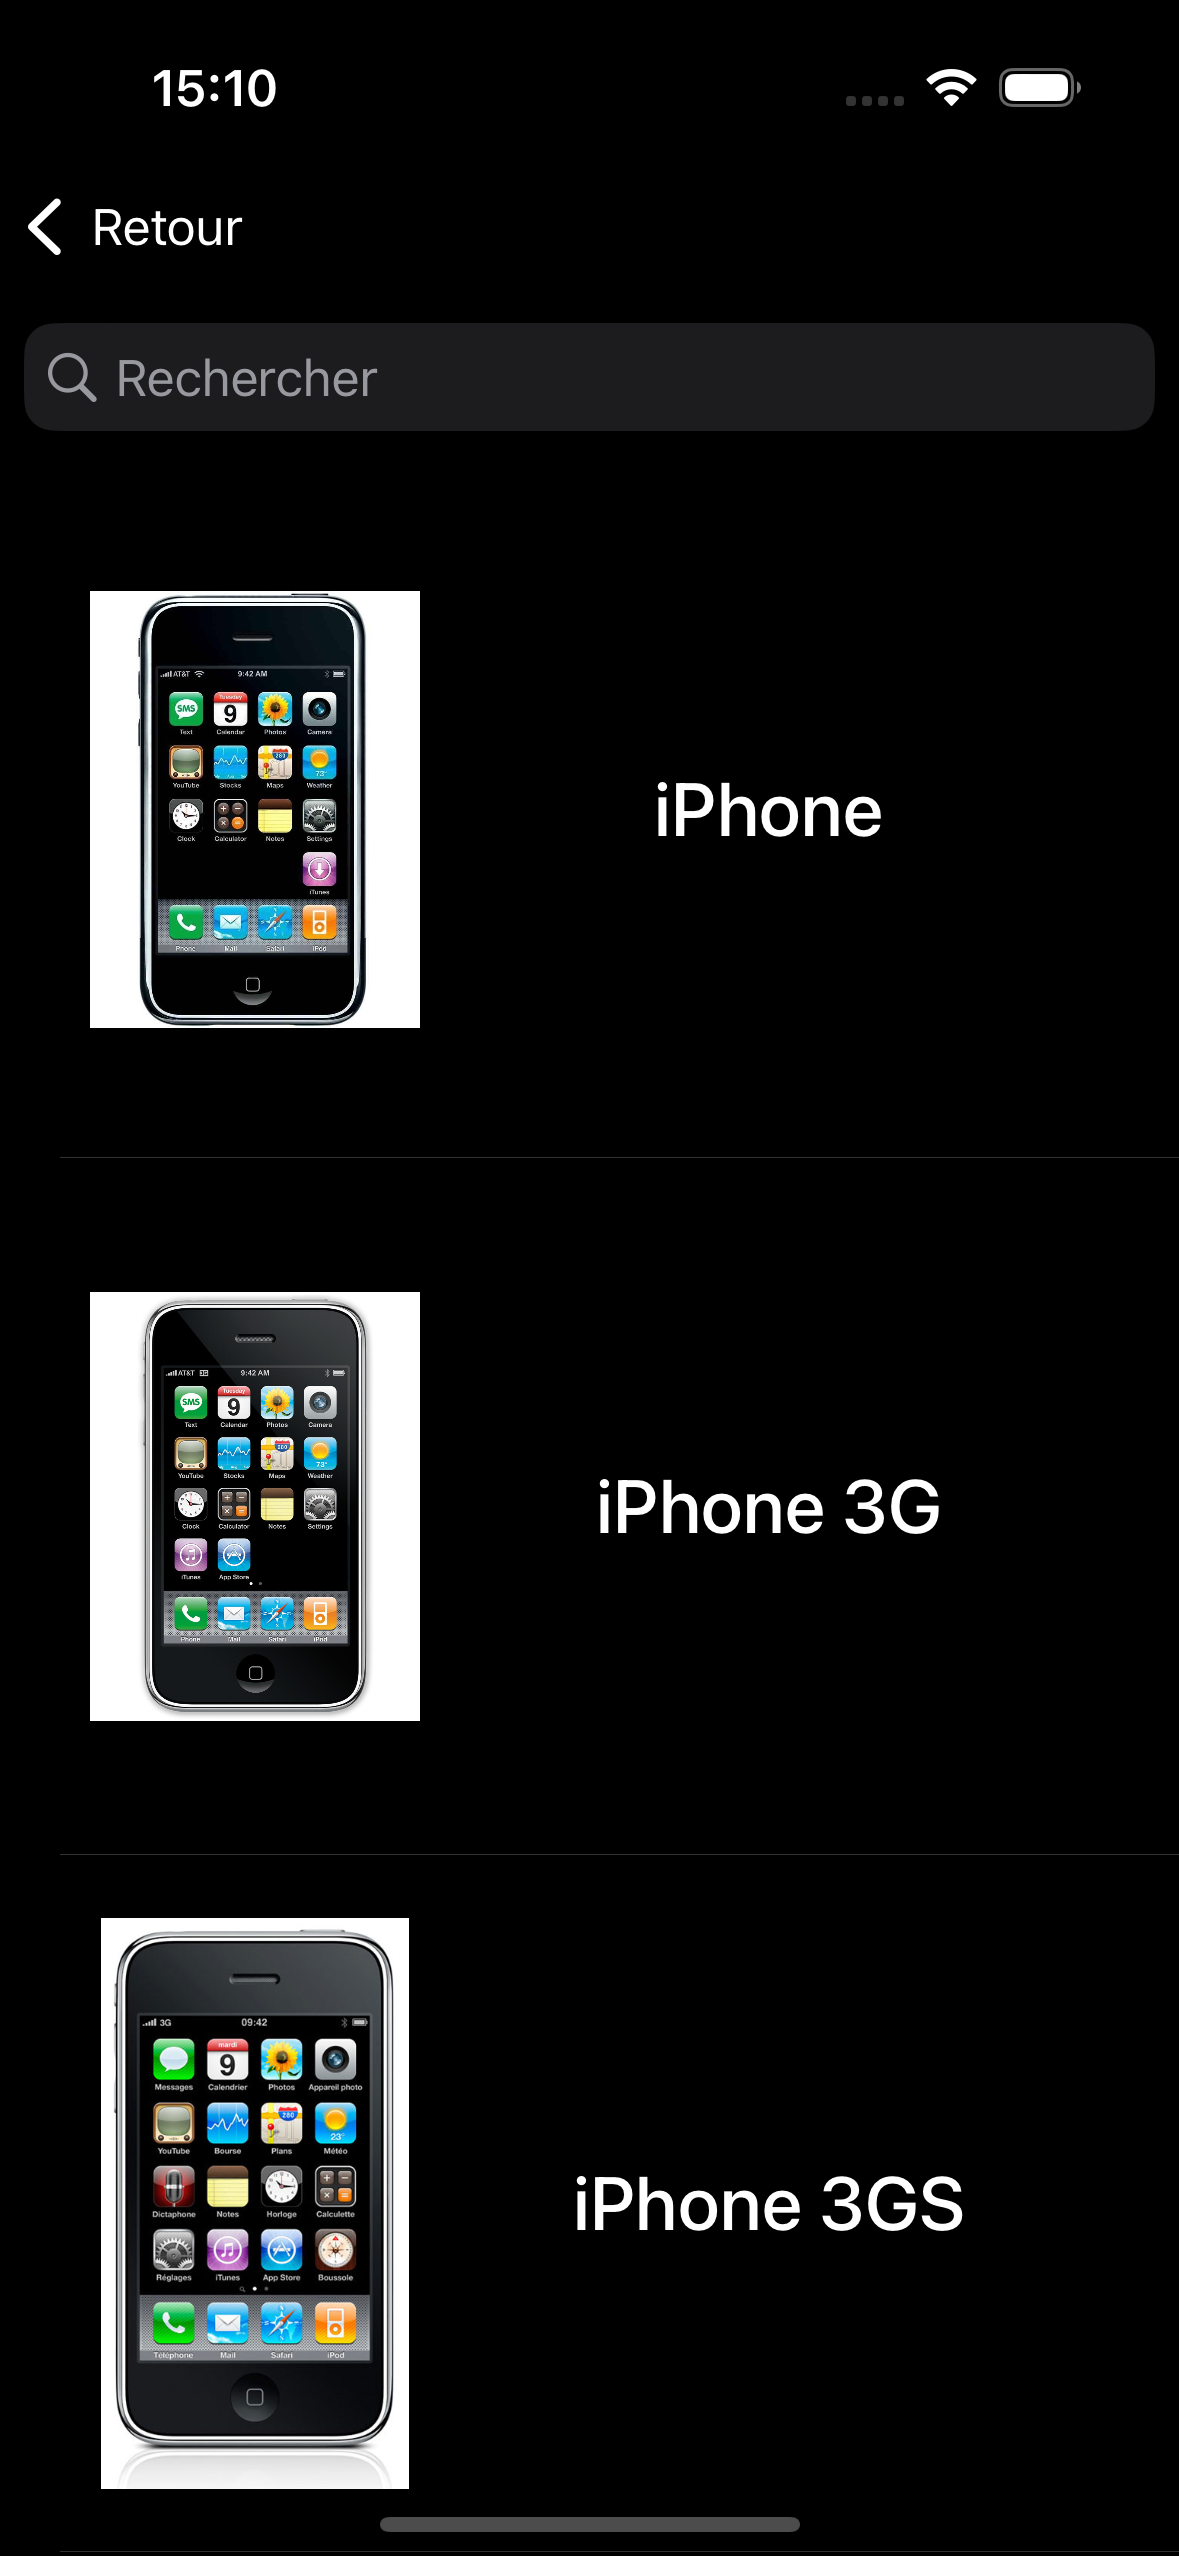 15:10
Retour
Rechercher
AT&T 9:42 AM
SMS Tuesday 9
Text Calendar Photos Camera
280 73°
YouTube Stocks Maps Weather
Clock Calculator Notes Settings
iTunes
Phone Mail Safari iPod
iPhone
AT&T 3G 9:42 AM
SMS Tuesday 9
Text Calendar Photos Camera
280 73°
YouTube Stocks Maps Weather
Clock Calculator Notes Settings
iTunes App Store
Phone Mail Safari iPod
iPhone 3G
3G 09:42
mardi 9
Messages Calendrier Photos Appareil photo
280 23°
YouTube Bourse Plans Météo
Dictaphone Notes Horloge Calculette
Réglages iTunes App Store Boussole
Téléphone Mail Safari iPod
iPhone 3GS